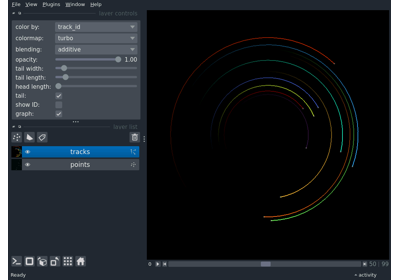 File View Plugins Window Help
layer controls
color by: track_id
colormap: turbo
blending: additive
opacity: 1.00
tail width:
tail length:
head length:
tail:
show ID:
graph:
layer list
tracks
points
50 99
Ready
activity